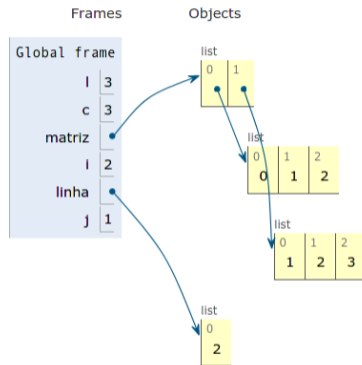 Frames Objects
Global frame
l 3
c 3
matriz
i 2
linha
j 1
list
0 1
list
0 1 2
0 1 2
list
0 1 2
1 2 3
list
0
2